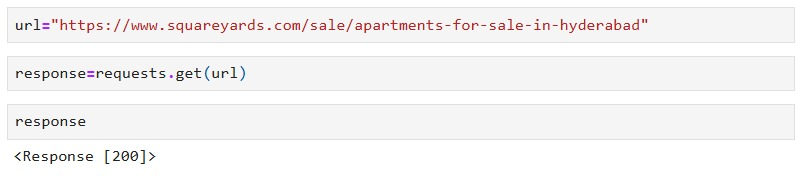 url="https://www.squareyards.com/sale/apartments-for-sale-in-hyderabad"
response=requests.get(url)
response
<Response [200]>